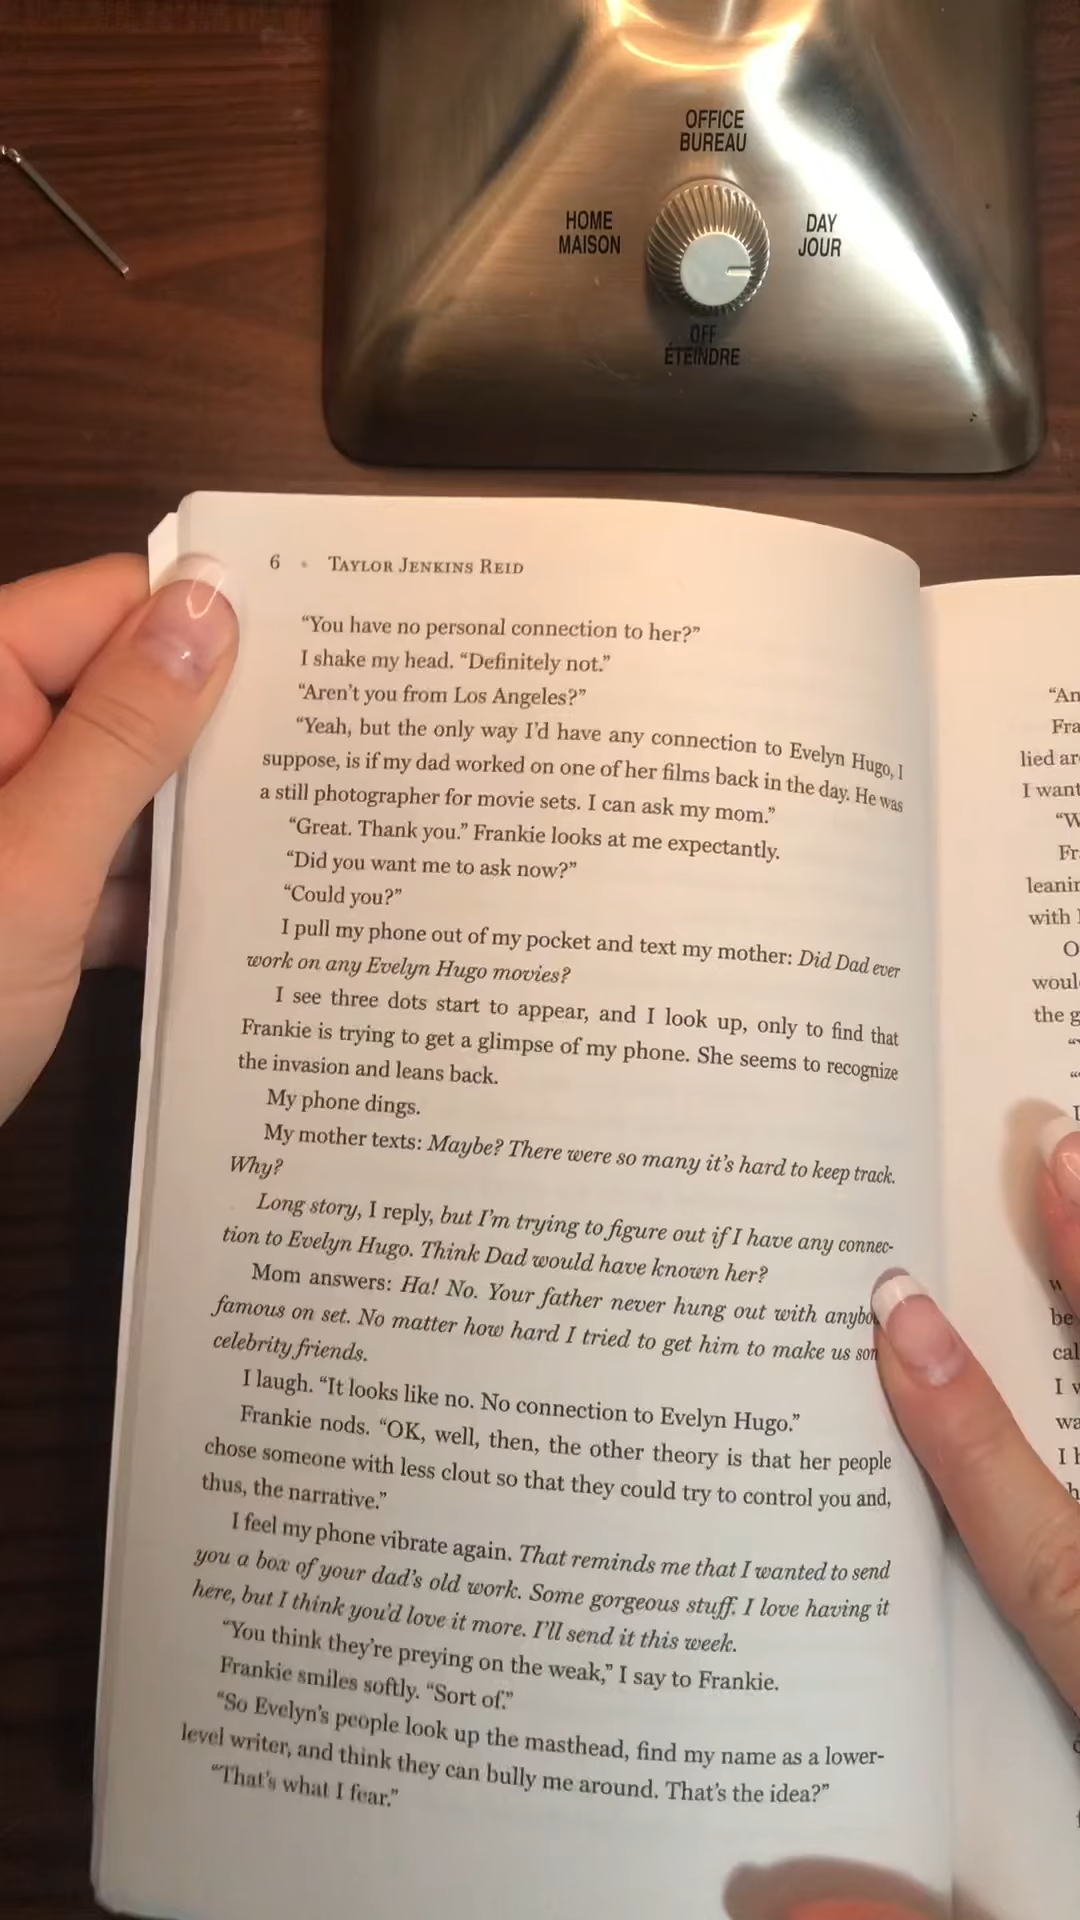 OFFICE
BUREAU
HOME
MAISON
DAY
JOUR
OFF
ÉTEINDRE
6 • TAYLOR JENKINS REID
“You have no personal connection to her?”
I shake my head. “Definitely not.”
“Aren’t you from Los Angeles?”
“Yeah, but the only way I’d have any connection to Evelyn Hugo, I
suppose, is if my dad worked on one of her films back in the day. He was
a still photographer for movie sets. I can ask my mom.”
“Great. Thank you.” Frankie looks at me expectantly.
“Did you want me to ask now?”
“Could you?”
I pull my phone out of my pocket and text my mother: Did Dad ever
work on any Evelyn Hugo movies?
I see three dots start to appear, and I look up, only to find that
Frankie is trying to get a glimpse of my phone. She seems to recognize
the invasion and leans back.
My phone dings.
My mother texts: Maybe? There were so many it’s hard to keep track.
Why?
Long story, I reply, but I’m trying to figure out if I have any connec-
tion to Evelyn Hugo. Think Dad would have known her?
Mom answers: Ha! No. Your father never hung out with
famous on set. No matter how hard I tried to get him to make us
celebrity friends.
I laugh. “It looks like no. No connection to Evelyn Hugo.”
Frankie nods. “OK, well, then, the other theory is that her people
chose someone with less clout so that they could try to control you and,
thus, the narrative.”
I feel my phone vibrate again. That reminds me that I wanted to send
you a box of your dad’s old work. Some gorgeous stuff. I love having it
here, but I think you’d love it more. I’ll send it this week.
“You think they’re preying on the weak,” I say to Frankie.
Frankie smiles softly. “Sort of.”
“So Evelyn’s people look up the masthead, find my name as a lower-
level writer, and think they can bully me around. That’s the idea?”
“That’s what I fear.”
lied
I want
with
the
be
I